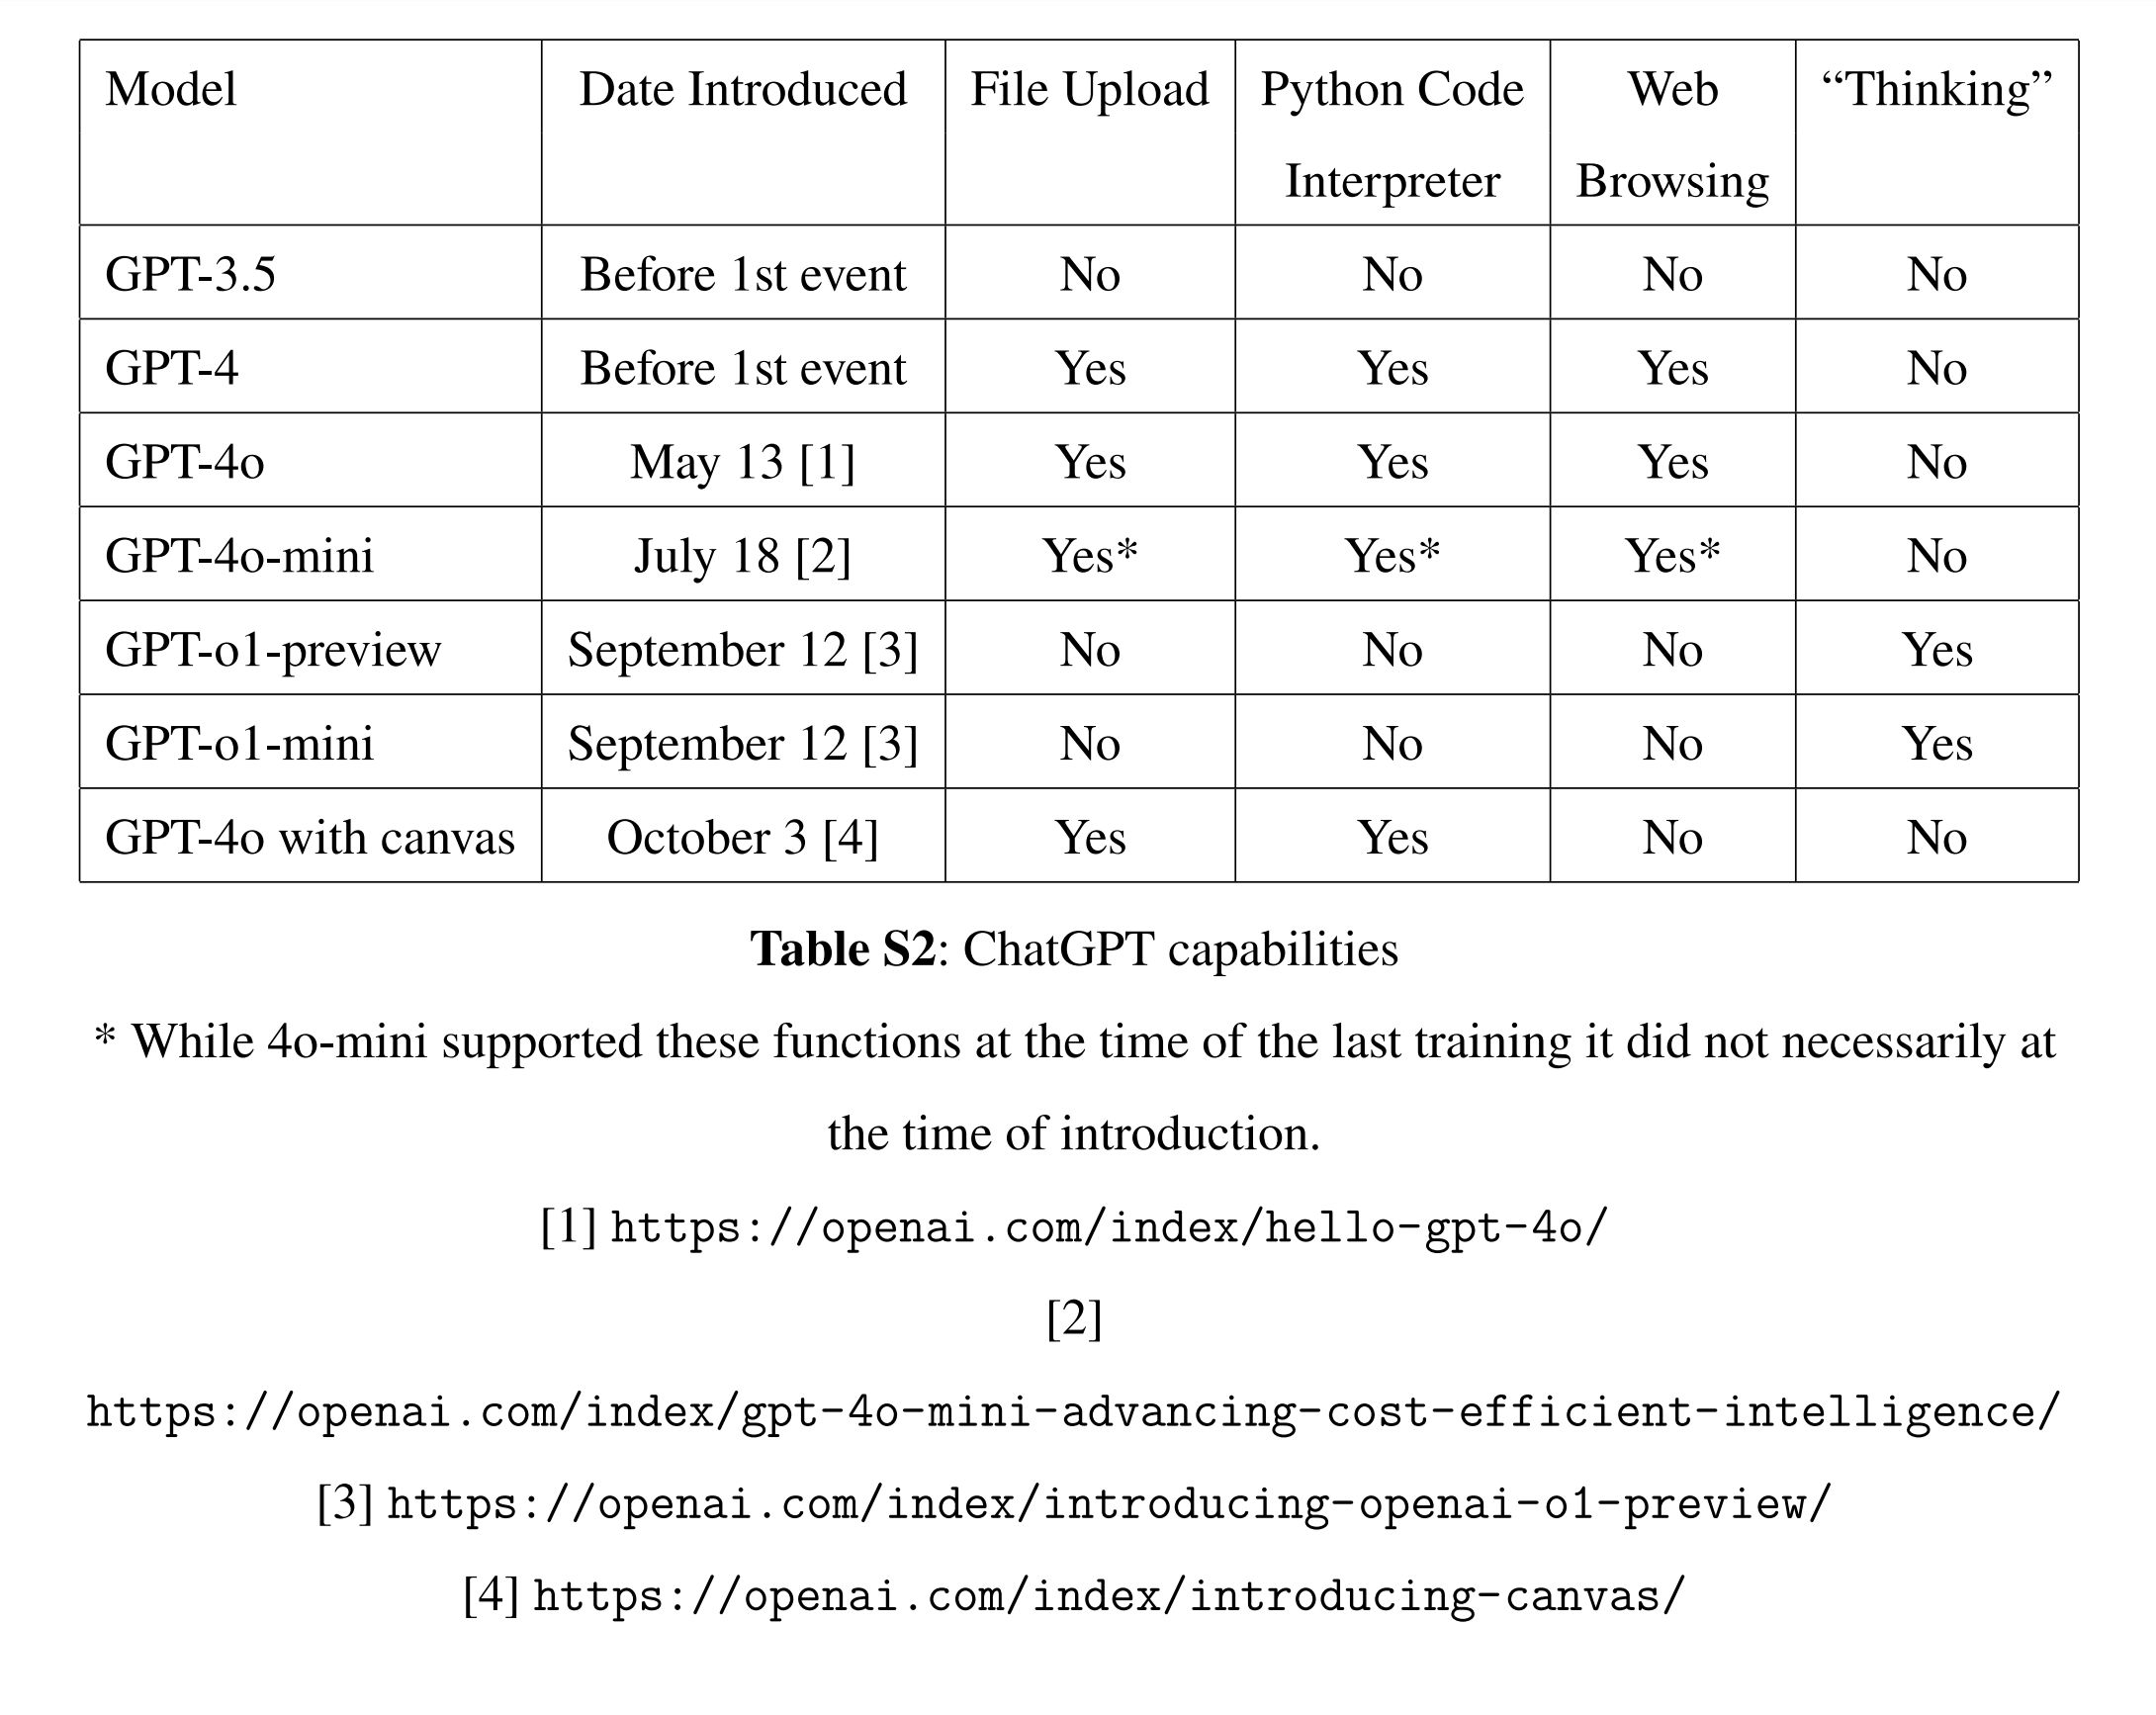 Model Date Introduced File Upload Python Code Web “Thinking”
Interpreter Browsing
GPT-3.5 Before 1st event No No No No
GPT-4 Before 1st event Yes Yes Yes No
GPT-4o May 13 [1] Yes Yes Yes No
GPT-4o-mini July 18 [2] Yes* Yes* Yes* No
GPT-o1-preview September 12 [3] No No No Yes
GPT-o1-mini September 12 [3] No No No Yes
GPT-4o with canvas October 3 [4] Yes Yes No No
Table S2: ChatGPT capabilities
* While 4o-mini supported these functions at the time of the last training it did not necessarily at
the time of introduction.
[1] https://openai.com/index/hello-gpt-4o/
[2]
https://openai.com/index/gpt-4o-mini-advancing-cost-efficient-intelligence/
[3] https://openai.com/index/introducing-openai-o1-preview/
[4] https://openai.com/index/introducing-canvas/